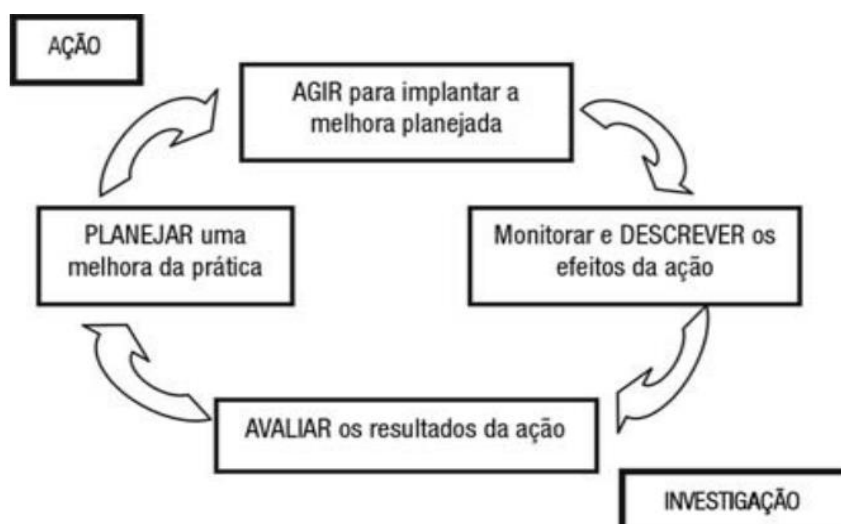 AÇÃO
AGIR para implantar a
melhora planejada
PLANEJAR uma
melhora da prática
Monitorar e DESCREVER os
efeitos da ação
AVALIAR os resultados da ação
INVESTIGAÇÃO